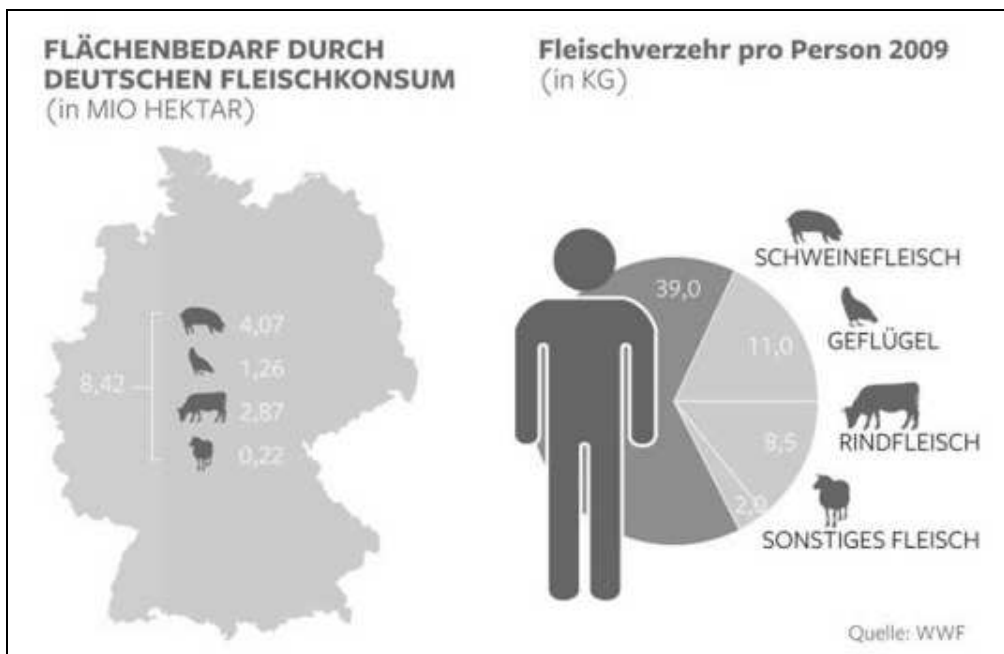 FLÄCHENBEDARF DURCH
DEUTSCHEN FLEISCHKONSUM
(in MIO HEKTAR)
8,42
4,07
1,26
2,87
0,22
Fleischverzehr pro Person 2009
(in KG)
39,0
SCHWEINEFLEISCH
11,0
GEFLÜGEL
8,5
RINDFLEISCH
2,0
SONSTIGES FLEISCH
Quelle: WWF